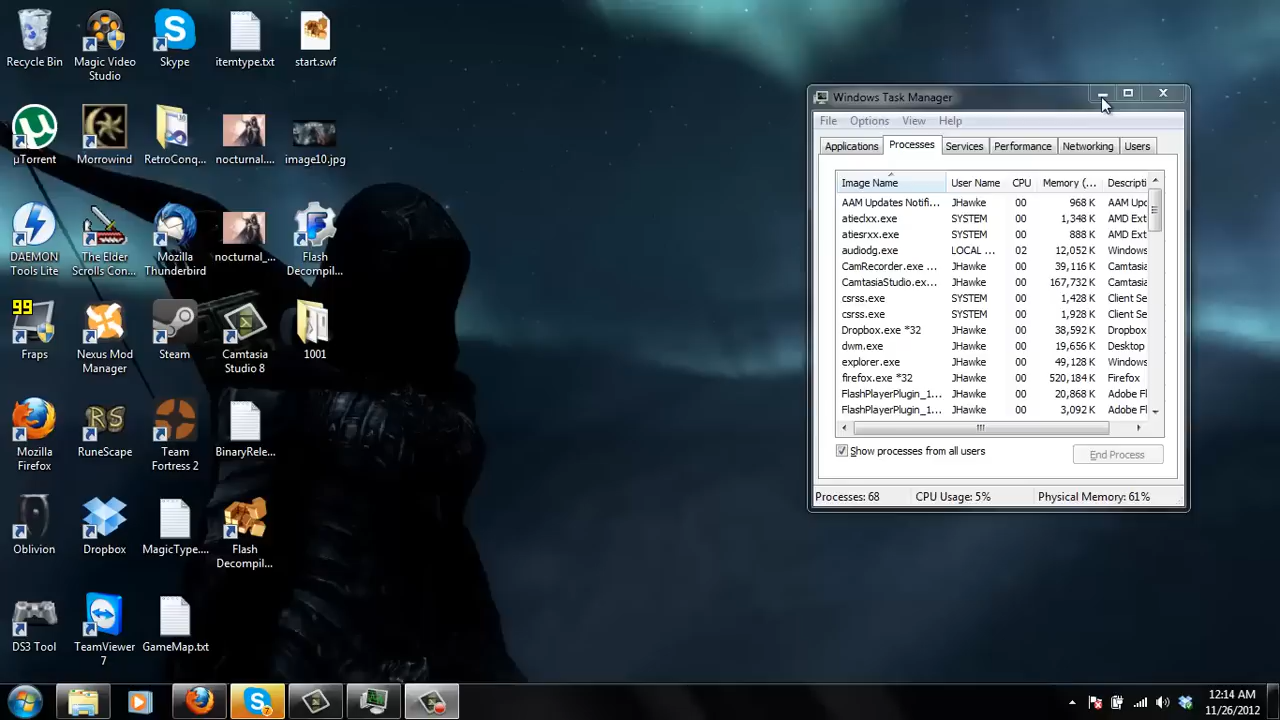 Recycle Bin
Magic Video
Studio
Skype
itemtype.txt
start.swf
µTorrent
Morrowind
RetroConq...
nocturnal....
image10.jpg
DAEMON
Tools Lite
The Elder
Scrolls Con...
Mozilla
Thunderbird
nocturnal_...
Flash
Decompil...
99
Fraps
Nexus Mod
Manager
Steam
Camtasia
Studio 8
1001
Mozilla
Firefox
RS
RuneScape
Team
Fortress 2
BinaryRele...
Oblivion
Dropbox
MagicType....
Flash
Decompil...
DS3 Tool
TeamViewer
7
GameMap.txt
Windows Task Manager
File Options View Help
Applications Processes Services Performance Networking Users
Image Name User Name CPU Memory (... Descripti
AAM Updates Notifi... JHawke 00 968 K AAM Upd
atieclxx.exe SYSTEM 00 1,348 K AMD Ext
atiesrxx.exe SYSTEM 00 888 K AMD Ext
audiodg.exe LOCAL ... 02 12,052 K Windows
CamRecorder.exe ... JHawke 00 39,116 K Camtasia
CamtasiaStudio.ex... JHawke 00 167,732 K Camtasia
csrss.exe SYSTEM 00 1,428 K Client Se
csrss.exe SYSTEM 00 1,928 K Client Se
Dropbox.exe *32 JHawke 00 38,592 K Dropbox
dwm.exe JHawke 00 19,656 K Desktop
explorer.exe JHawke 00 49,128 K Windows
firefox.exe *32 JHawke 00 520,184 K Firefox
FlashPlayerPlugin_1... JHawke 00 20,868 K Adobe Fl
FlashPlayerPlugin_1... JHawke 00 3,092 K Adobe Fl
Show processes from all users
End Process
Processes: 68 CPU Usage: 5% Physical Memory: 61%
7
12:14 AM
11/26/2012